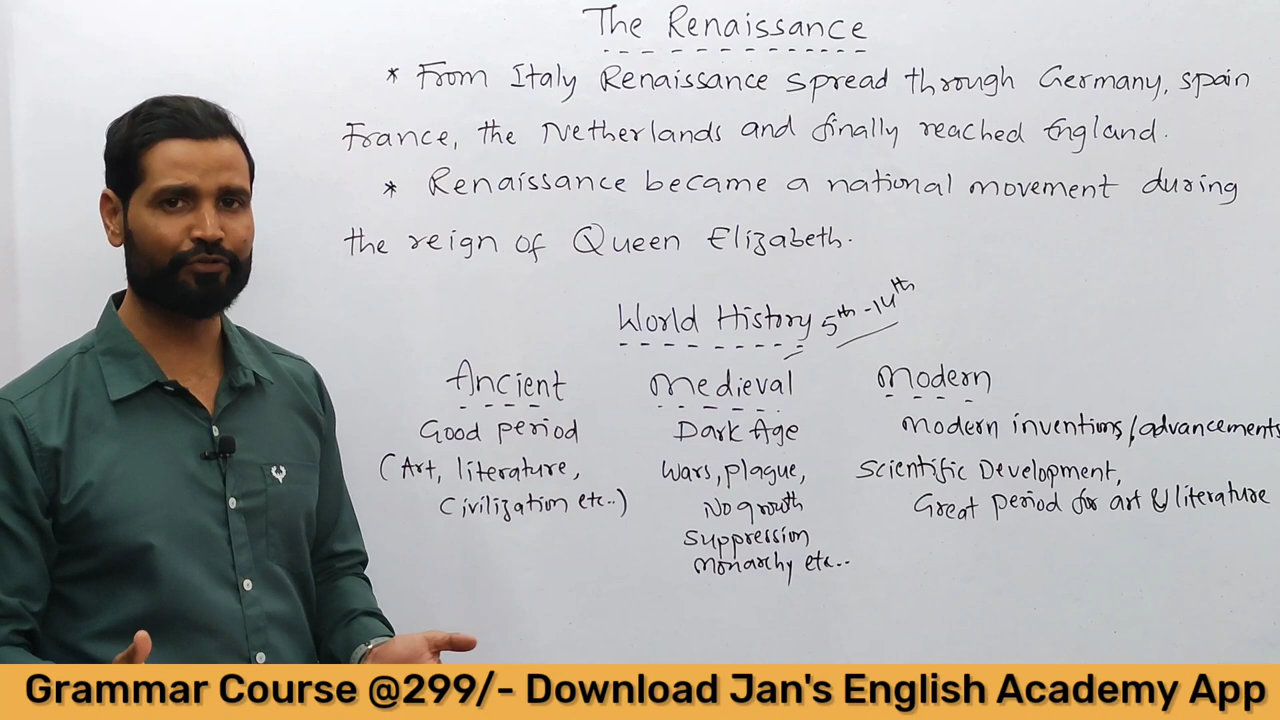 The Renaissance
* From Italy Renaissance spread through Germany, Spain
France, the Netherlands and finally reached England.
* Renaissance became a national movement during
the reign of Queen Elizabeth.
World History 5th - 14th
Ancient Medieval Modern
Good period Dark Age Modern inventions/advancements
(Art, literature, Wars, plague, Scientific Development,
Civilization etc..) No growth Great period for art & literature
Suppression
Monarchy etc...
Grammar Course @299/- Download Jan's English Academy App